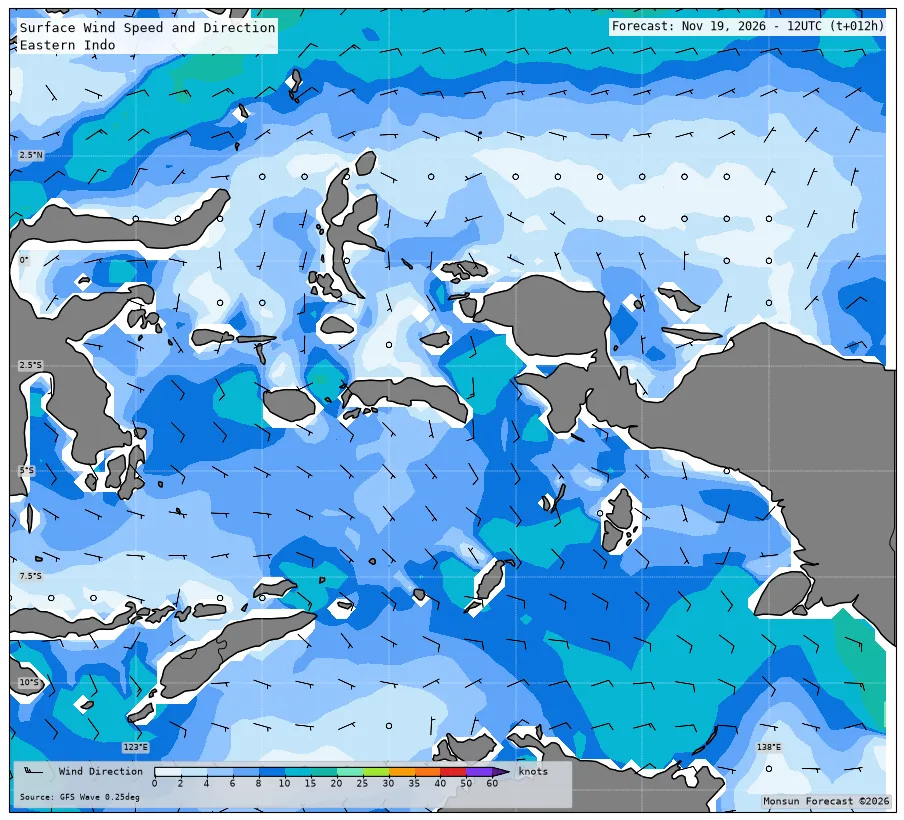 Surface Wind Speed and Direction
Eastern Indo
Forecast: Nov 19, 2026 - 12UTC (t+012h)
2.5°N
0°
2.5°S
5°S
7.5°S
10°S
123°E
138°E
Wind Direction
knots
0 2 4 6 8 10 15 20 25 30 35 40 50 60
Source: GFS Wave 0.25deg
Monsun Forecast ©2026